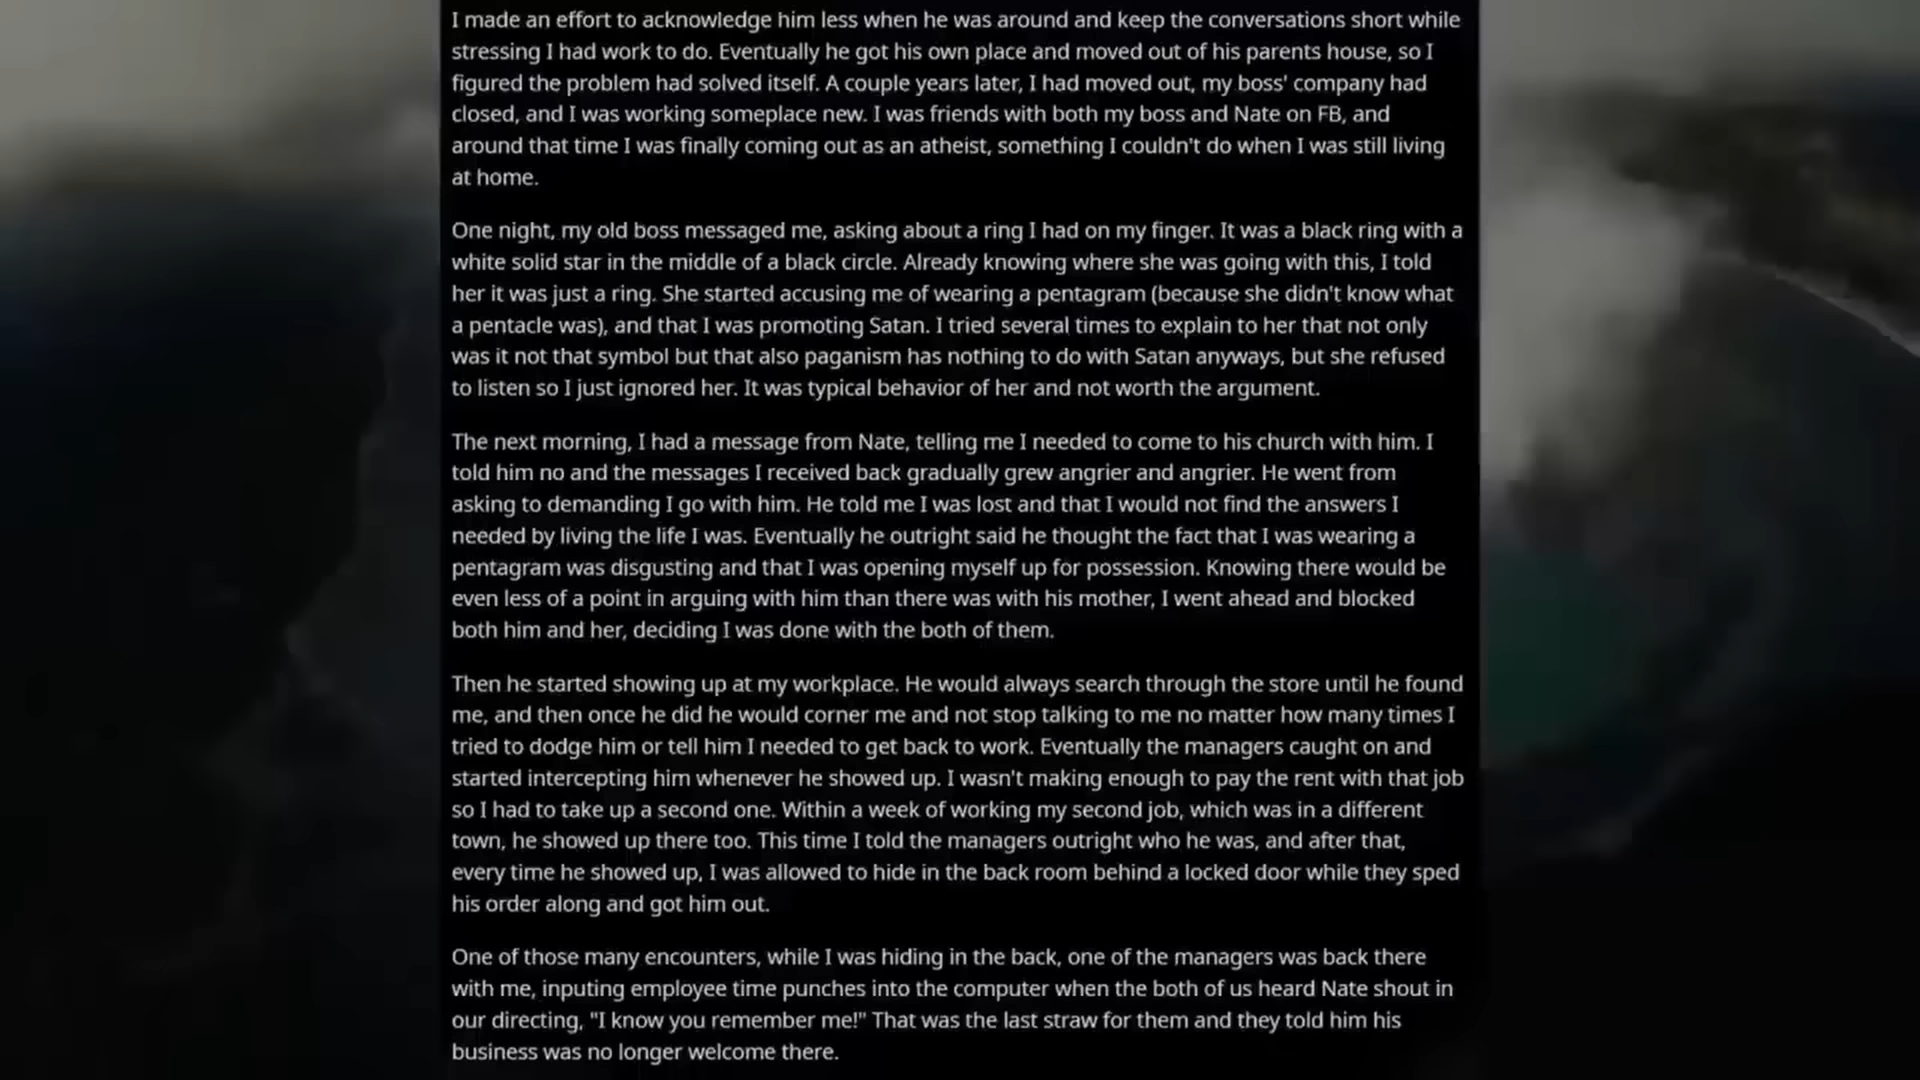 I made an effort to acknowledge him less when he was around and keep the conversations short while
stressing I had work to do. Eventually he got his own place and moved out of his parents house, so I
figured the problem had solved itself. A couple years later, I had moved out, my boss' company had
closed, and I was working someplace new. I was friends with both my boss and Nate on FB, and
around that time I was finally coming out as an atheist, something I couldn't do when I was still living
at home.
One night, my old boss messaged me, asking about a ring I had on my finger. It was a black ring with a
white solid star in the middle of a black circle. Already knowing where she was going with this, I told
her it was just a ring. She started accusing me of wearing a pentagram (because she didn't know what
a pentacle was), and that I was promoting Satan. I tried several times to explain to her that not only
was it not that symbol but that also paganism has nothing to do with Satan anyways, but she refused
to listen so I just ignored her. It was typical behavior of her and not worth the argument.
The next morning, I had a message from Nate, telling me I needed to come to his church with him. I
told him no and the messages I received back gradually grew angrier and angrier. He went from
asking to demanding I go with him. He told me I was lost and that I would not find the answers I
needed by living the life I was. Eventually he outright said he thought the fact that I was wearing a
pentagram was disgusting and that I was opening myself up for possession. Knowing there would be
even less of a point in arguing with him than there was with his mother, I went ahead and blocked
both him and her, deciding I was done with the both of them.
Then he started showing up at my workplace. He would always search through the store until he found
me, and then once he did he would corner me and not stop talking to me no matter how many times I
tried to dodge him or tell him I needed to get back to work. Eventually the managers caught on and
started intercepting him whenever he showed up. I wasn't making enough to pay the rent with that job
so I had to take up a second one. Within a week of working my second job, which was in a different
town, he showed up there too. This time I told the managers outright who he was, and after that,
every time he showed up, I was allowed to hide in the back room behind a locked door while they sped
his order along and got him out.
One of those many encounters, while I was hiding in the back, one of the managers was back there
with me, inputing employee time punches into the computer when the both of us heard Nate shout in
our directing, "I know you remember me!" That was the last straw for them and they told him his
business was no longer welcome there.